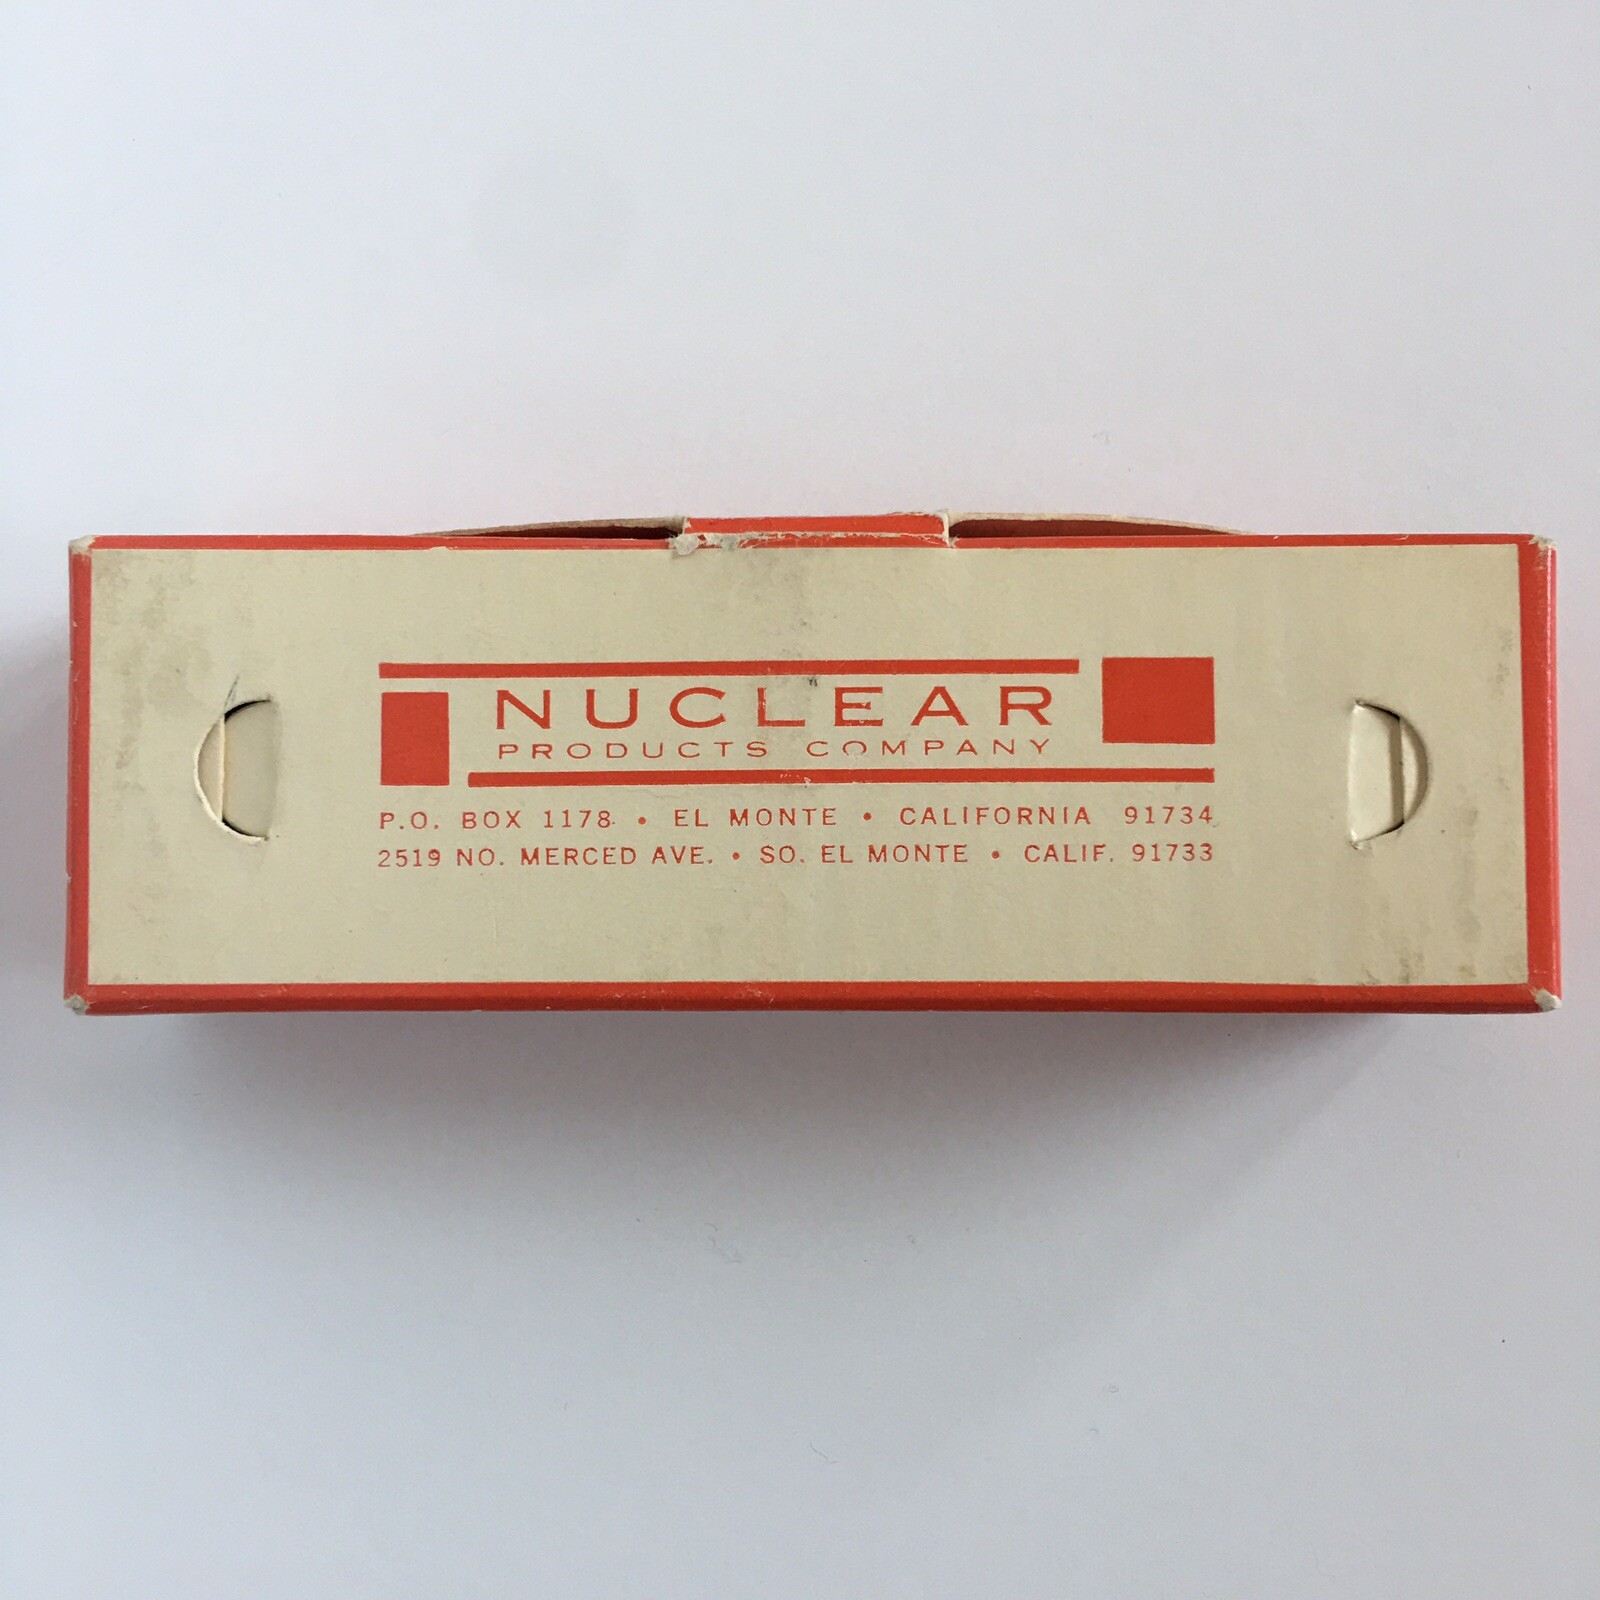 NUCLEAR
PRODUCTS COMPANY
P.O. BOX 1178 • EL MONTE • CALIFORNIA 91734
2519 NO. MERCED AVE. • SO. EL MONTE • CALIF. 91733